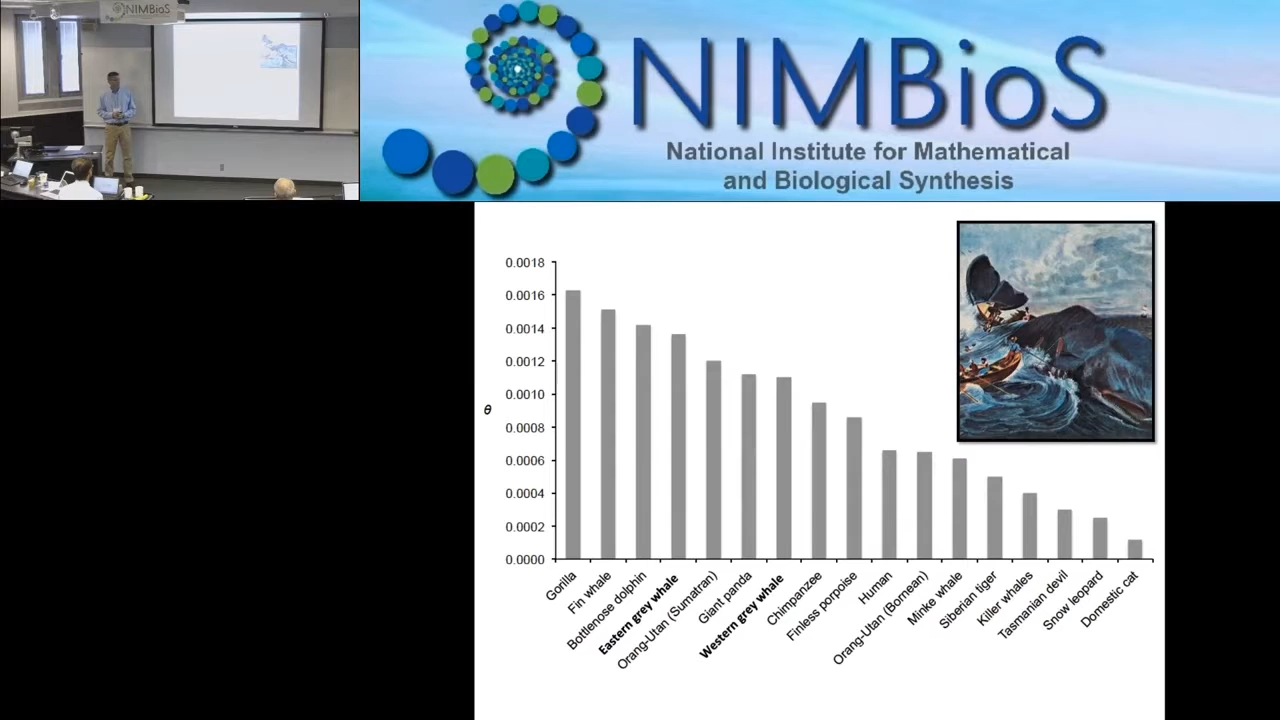 NIMBioS
NIMBioS
National Institute for Mathematical
and Biological Synthesis
0.0018
0.0016
0.0014
0.0012
0.0010
0.0008
0.0006
0.0004
0.0002
0.0000
θ
Gorilla
Fin whale
Bottlenose dolphin
Eastern grey whale
Orang-Utan (Sumatran)
Giant panda
Western grey whale
Chimpanzee
Finless porpoise
Human
Orang-Utan (Bornean)
Minke whale
Siberian tiger
Killer whales
Tasmanian devil
Snow leopard
Domestic cat